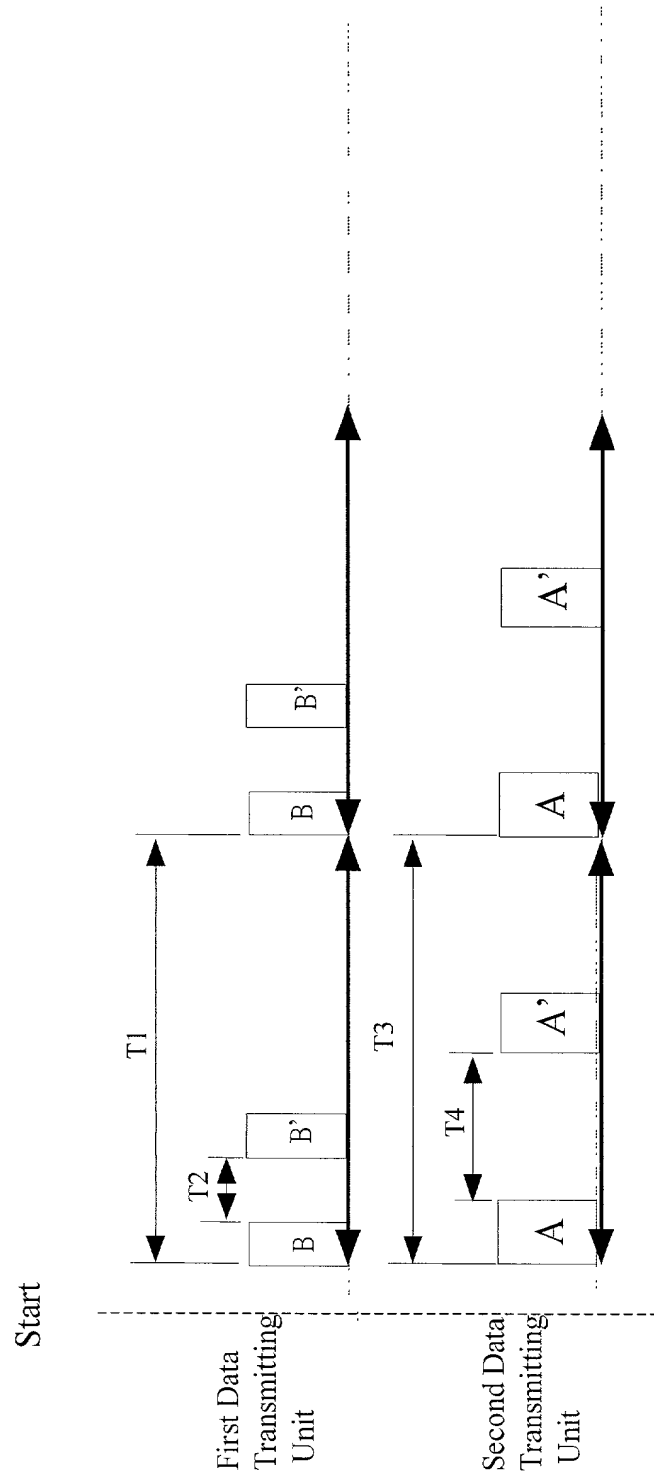 Start
First Data
Transmitting
Unit
T1
T2
B
B'
B
B'
Second Data
Transmitting
Unit
T3
T4
A
A'
A
A'